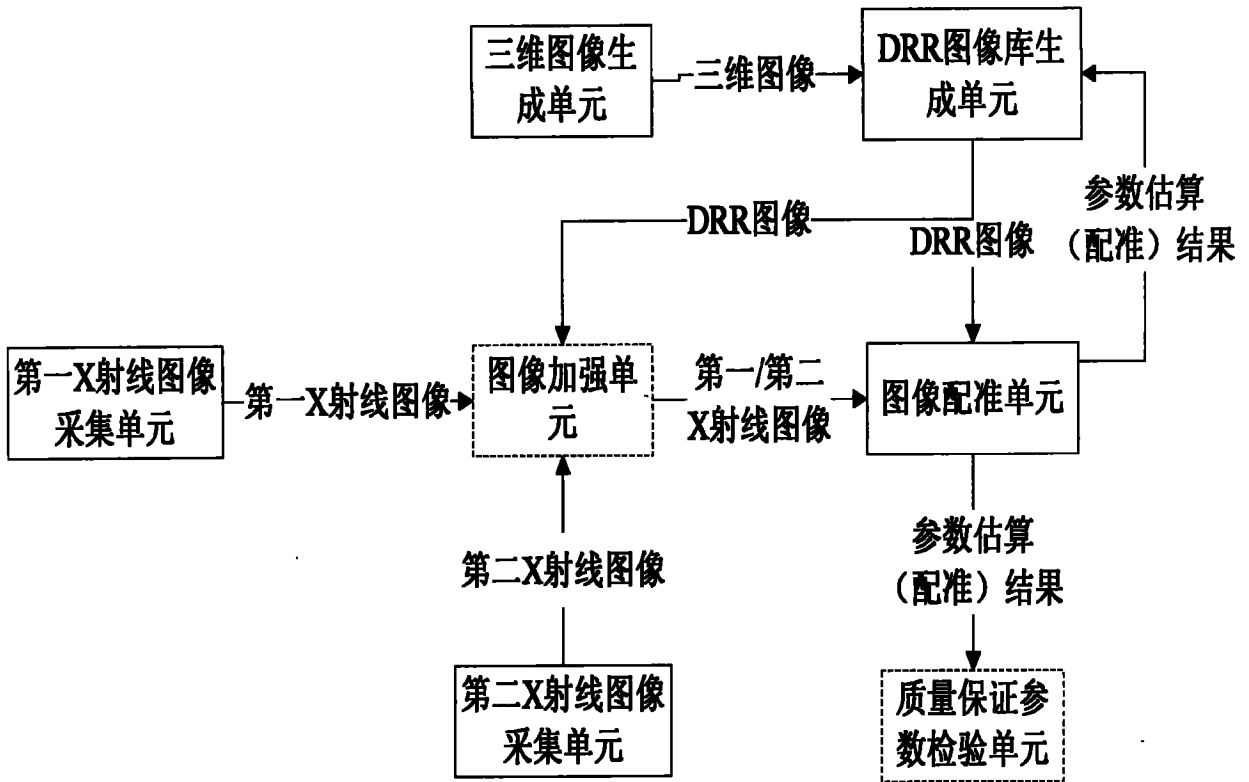 三维图像生
成单元
三维图像
DRR图像库生
成单元
参数估算
（配准）结果
DRR图像
DRR图像
第一X射线图像
采集单元
第一X射线图像
图像加强单
元
第一/第二
X射线图像
图像配准单元
第二X射线图像
参数估算
（配准）结果
第二X射线图像
采集单元
质量保证参
数检验单元